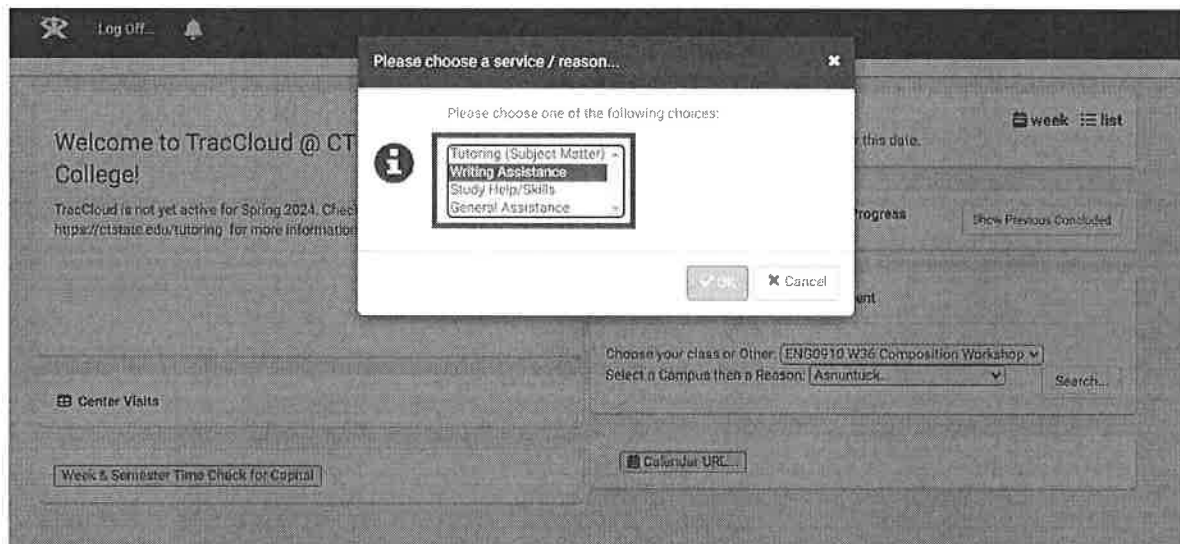 Log Off...
Please choose a service / reason...
Please choose one of the following choices:
Tutoring (Subject Matter)
Writing Assistance
Study Help/Skills
General Assistance
OK
Cancel
Welcome to TracCloud @ CT
College!
TracCloud is not yet active for Spring 2024. Chec
https://ctstate.edu/tutoring for more information
week list
this date.
Progress
Show Previous Concluded
ent
Choose your class or Other: ENG0910 W36 Composition Workshop
Select a Campus then a Reason: Asnuntuck...
Search...
Center Visits
Week & Semester Time Check for Capital
Calendar URL...